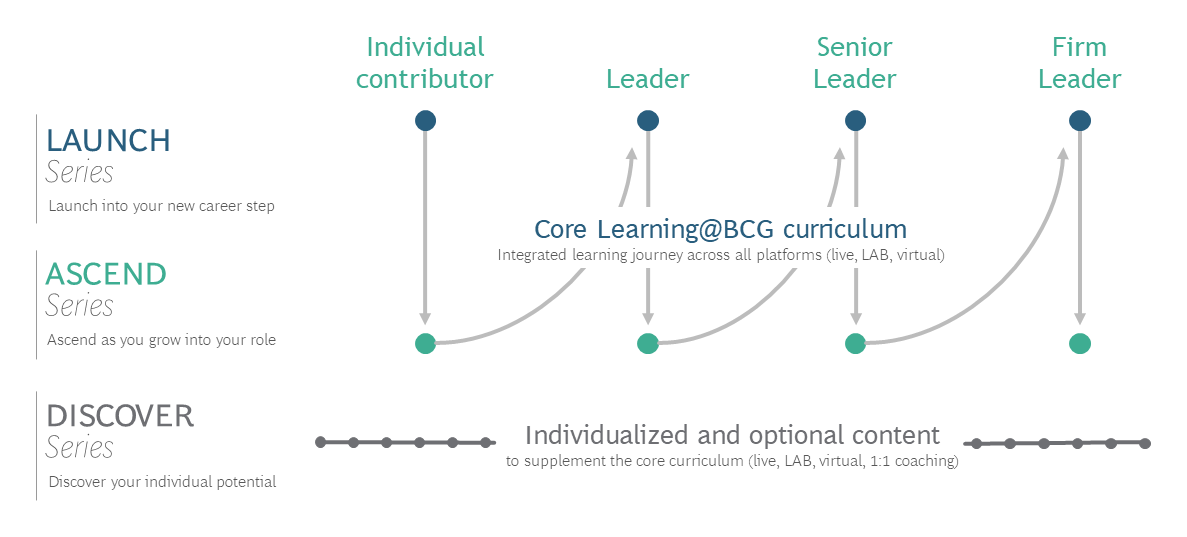 Individual
contributor
Leader
Senior
Leader
Firm
Leader
LAUNCH
Series
Launch into your new career step
Core Learning@BCG curriculum
Integrated learning journey across all platforms (live, LAB, virtual)
ASCEND
Series
Ascend as you grow into your role
DISCOVER
Series
Discover your individual potential
Individualized and optional content
to supplement the core curriculum (live, LAB, virtual, 1:1 coaching)